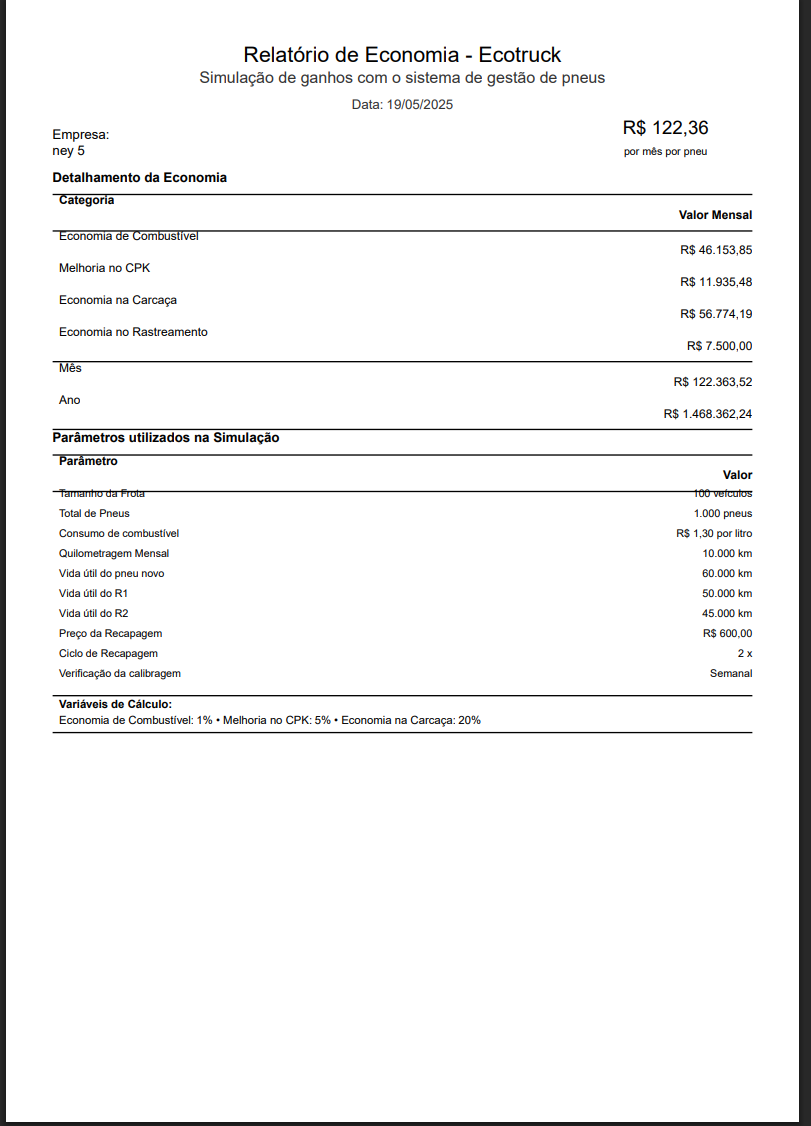 Relatório de Economia - Ecotruck
Simulação de ganhos com o sistema de gestão de pneus
Data: 19/05/2025
Empresa:
ney 5
R$ 122,36
por mês por pneu
Detalhamento da Economia
Categoria
Valor Mensal
Economia de Combustível
R$ 46.153,85
Melhoria no CPK
R$ 11.935,48
Economia na Carcaça
R$ 56.774,19
Economia no Rastreamento
R$ 7.500,00
Mês
R$ 122.363,52
Ano
R$ 1.468.362,24
Parâmetros utilizados na Simulação
Parâmetro
Valor
Tamanho da Frota 100 veículos
Total de Pneus 1.000 pneus
Consumo de combustível R$ 1,30 por litro
Quilometragem Mensal 10.000 km
Vida útil do pneu novo 60.000 km
Vida útil do R1 50.000 km
Vida útil do R2 45.000 km
Preço da Recapagem R$ 600,00
Ciclo de Recapagem 2 x
Verificação da calibragem Semanal
Variáveis de Cálculo:
Economia de Combustível: 1% • Melhoria no CPK: 5% • Economia na Carcaça: 20%